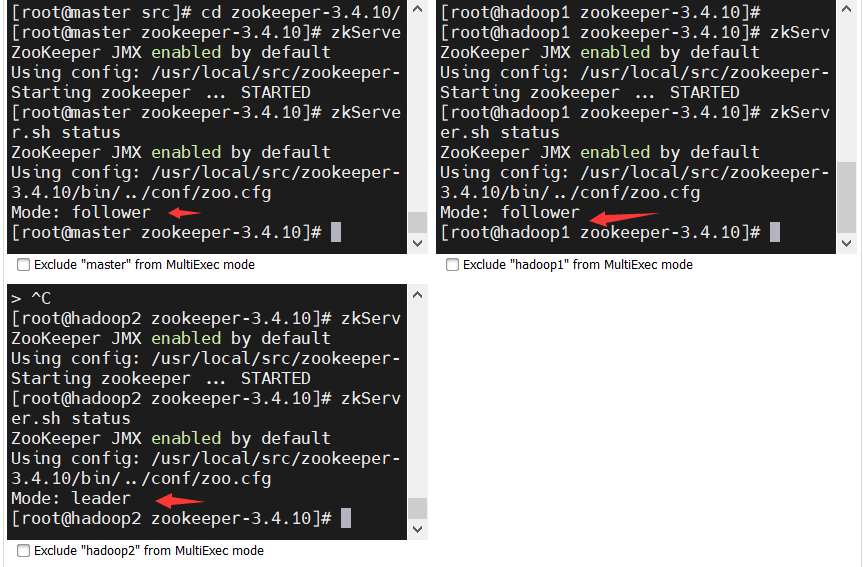 [root@master src]# cd zookeeper-3.4.10/
[root@master zookeeper-3.4.10]# zkServe
ZooKeeper JMX enabled by default
Using config: /usr/local/src/zookeeper-
Starting zookeeper ... STARTED
[root@master zookeeper-3.4.10]# zkServe
r.sh status
ZooKeeper JMX enabled by default
Using config: /usr/local/src/zookeeper-
3.4.10/bin/../conf/zoo.cfg
Mode: follower
[root@master zookeeper-3.4.10]#
Exclude "master" from MultiExec mode
[root@hadoop1 zookeeper-3.4.10]#
[root@hadoop1 zookeeper-3.4.10]# zkServ
ZooKeeper JMX enabled by default
Using config: /usr/local/src/zookeeper-
Starting zookeeper ... STARTED
[root@hadoop1 zookeeper-3.4.10]# zkServ
er.sh status
ZooKeeper JMX enabled by default
Using config: /usr/local/src/zookeeper-
3.4.10/bin/../conf/zoo.cfg
Mode: follower
[root@hadoop1 zookeeper-3.4.10]#
Exclude "hadoop1" from MultiExec mode
> ^C
[root@hadoop2 zookeeper-3.4.10]# zkServ
ZooKeeper JMX enabled by default
Using config: /usr/local/src/zookeeper-
Starting zookeeper ... STARTED
[root@hadoop2 zookeeper-3.4.10]# zkServ
er.sh status
ZooKeeper JMX enabled by default
Using config: /usr/local/src/zookeeper-
3.4.10/bin/../conf/zoo.cfg
Mode: leader
[root@hadoop2 zookeeper-3.4.10]#
Exclude "hadoop2" from MultiExec mode